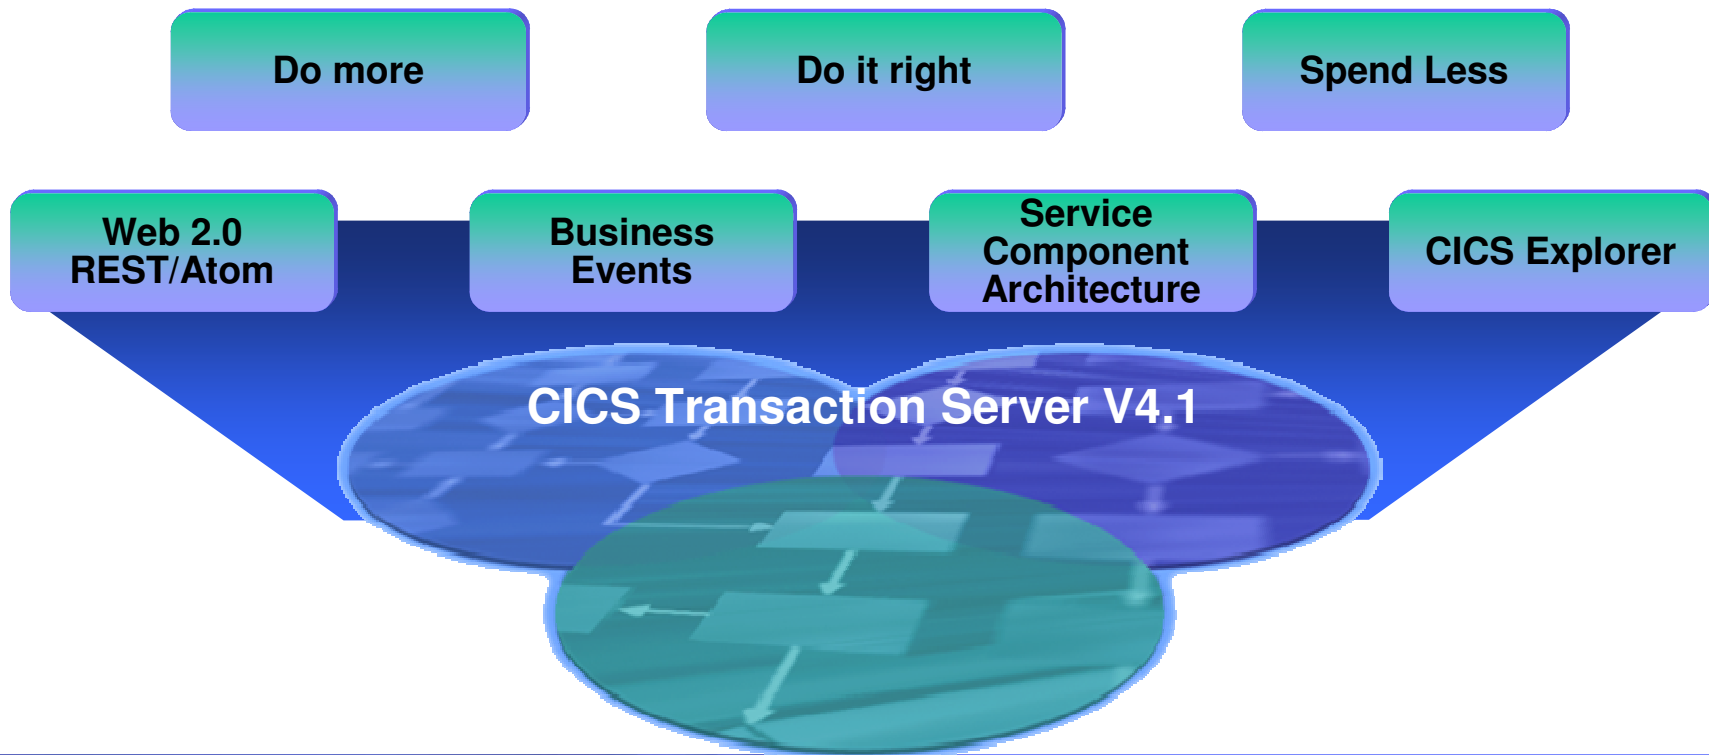 Do more
Do it right
Spend Less
Web 2.0
REST/Atom
Business
Events
Service
Component
Architecture
CICS Explorer
CICS Transaction Server V4.1